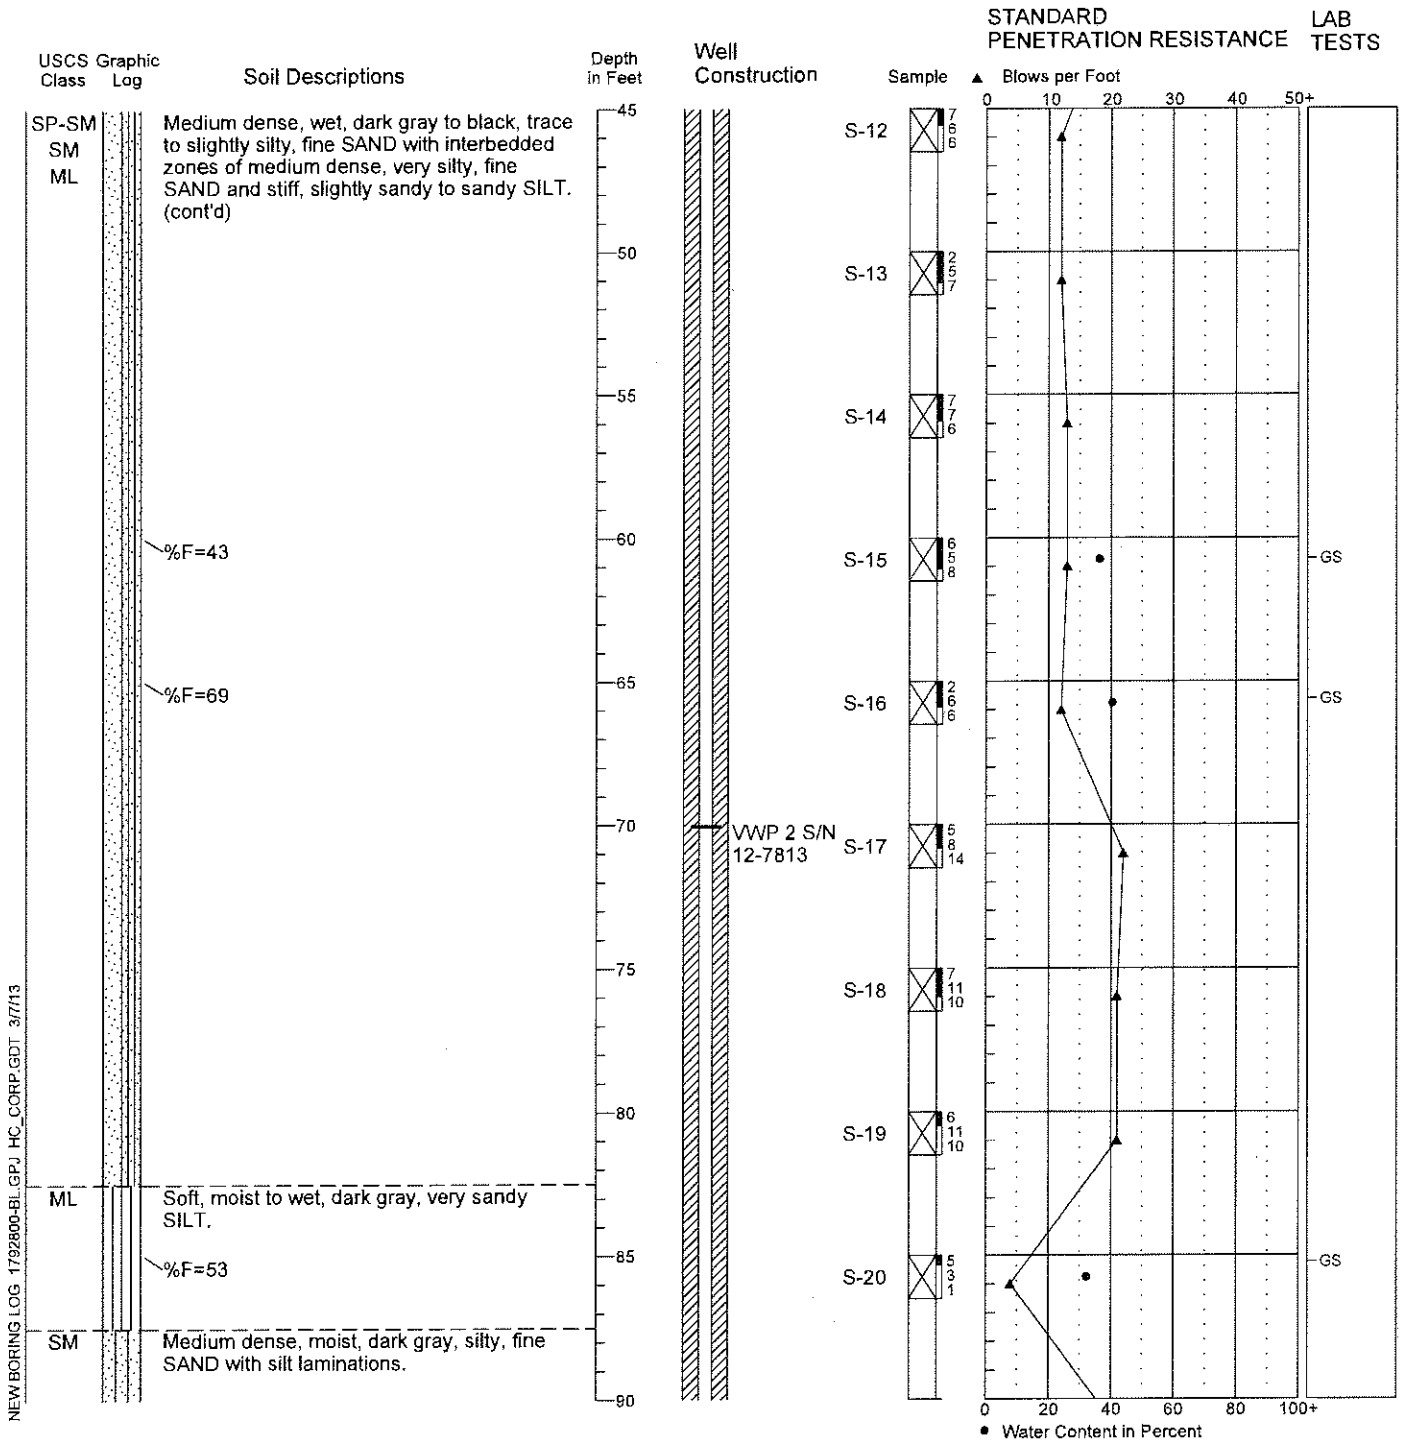 STANDARD
PENETRATION RESISTANCE
LAB
TESTS
USCS Graphic
Class Log
Soil Descriptions
Depth
in Feet
Well
Construction
Sample
▲ Blows per Foot
0 10 20 30 40 50+
SP-SM
SM
ML
Medium dense, wet, dark gray to black, trace
to slightly silty, fine SAND with interbedded
zones of medium dense, very silty, fine
SAND and stiff, slightly sandy to sandy SILT.
(cont'd)
45
S-12
7
6
6
50
S-13
2
5
7
55
S-14
7
7
6
%F=43
60
S-15
6
5
8
GS
%F=69
65
S-16
2
6
6
GS
70
VWP 2 S/N
12-7813
S-17
5
8
14
75
S-18
7
11
10
80
S-19
6
11
10
ML
Soft, moist to wet, dark gray, very sandy
SILT.
%F=53
85
S-20
5
3
1
GS
SM
Medium dense, moist, dark gray, silty, fine
SAND with silt laminations.
90
0 20 40 60 80 100+
● Water Content in Percent
NEW BORING LOG 1792800-BL.GPJ HC_CORP.GDT 3/7/13